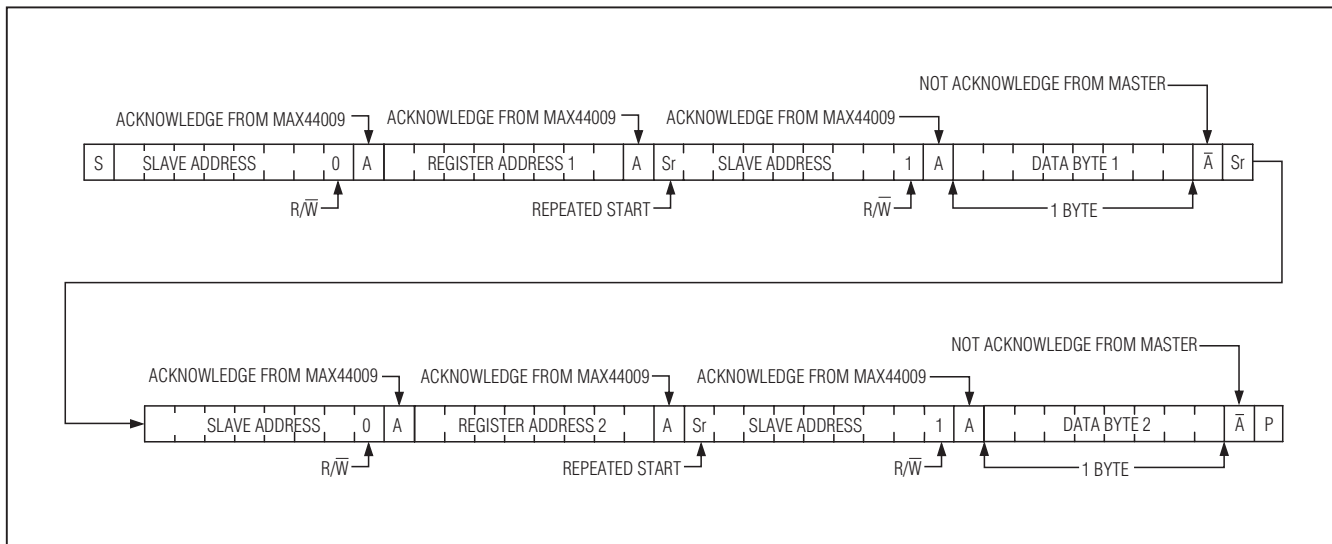 NOT ACKNOWLEDGE FROM MASTER
ACKNOWLEDGE FROM MAX44009 ACKNOWLEDGE FROM MAX44009 ACKNOWLEDGE FROM MAX44009
S SLAVE ADDRESS 0 A REGISTER ADDRESS 1 A Sr SLAVE ADDRESS 1 A DATA BYTE 1 A̅ Sr
R/W̅ REPEATED START R/W̅ 1 BYTE
NOT ACKNOWLEDGE FROM MASTER
ACKNOWLEDGE FROM MAX44009 ACKNOWLEDGE FROM MAX44009 ACKNOWLEDGE FROM MAX44009
SLAVE ADDRESS 0 A REGISTER ADDRESS 2 A Sr SLAVE ADDRESS 1 A DATA BYTE 2 A̅ P
R/W̅ REPEATED START R/W̅ 1 BYTE